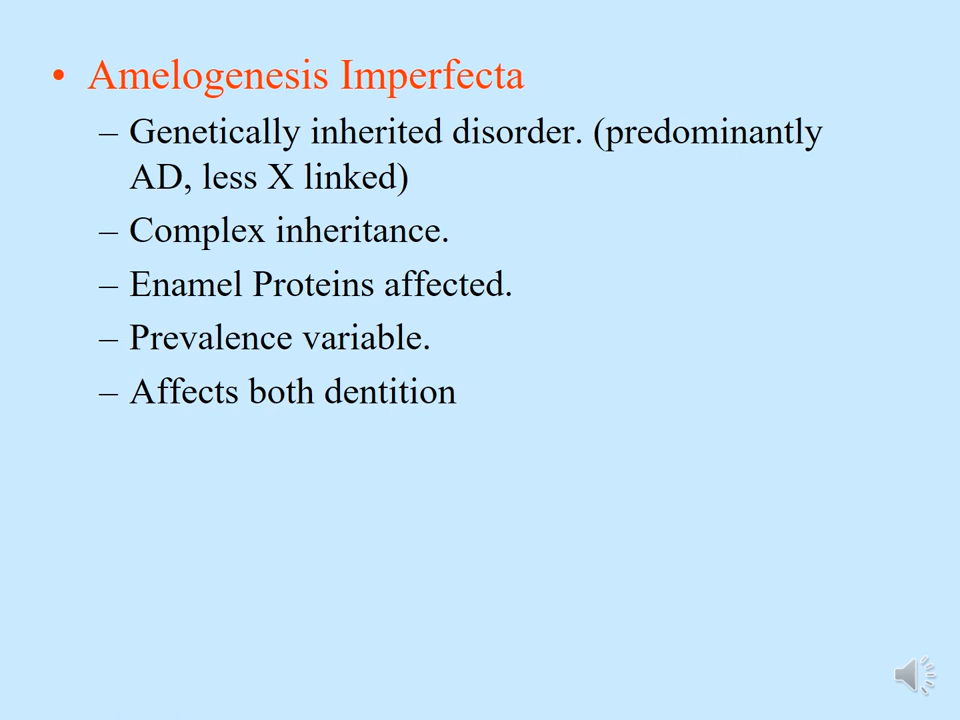 • Amelogenesis Imperfecta
– Genetically inherited disorder. (predominantly
AD, less X linked)
– Complex inheritance.
– Enamel Proteins affected.
– Prevalence variable.
– Affects both dentition